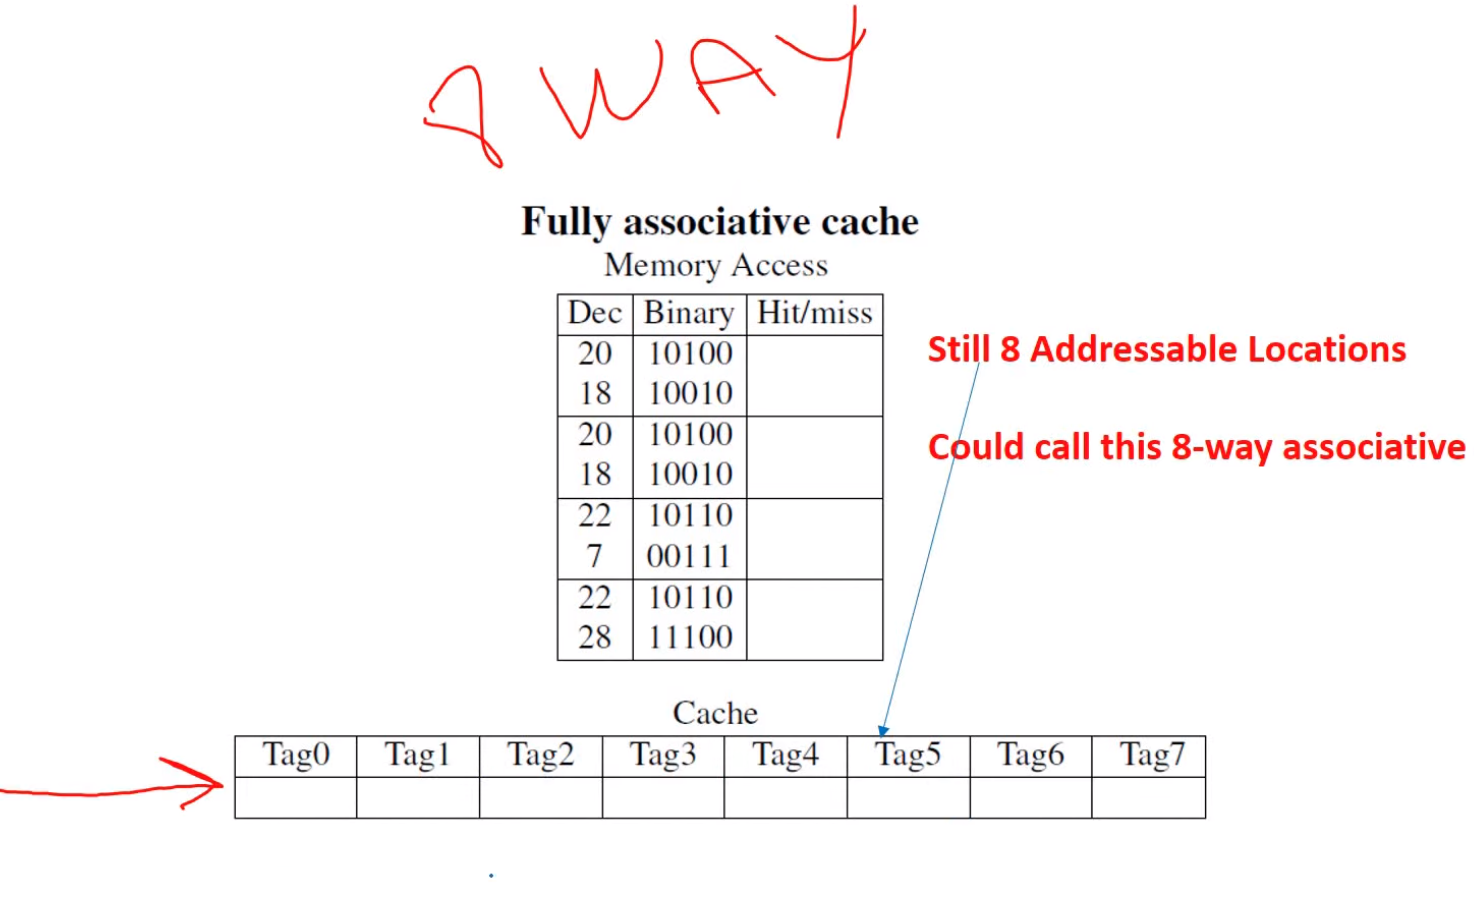 8 WAY
Fully associative cache
Memory Access
Dec Binary Hit/miss
20 10100
18 10010
20 10100
18 10010
22 10110
7 00111
22 10110
28 11100
Still 8 Addressable Locations
Could call this 8-way associative
Cache
Tag0 Tag1 Tag2 Tag3 Tag4 Tag5 Tag6 Tag7